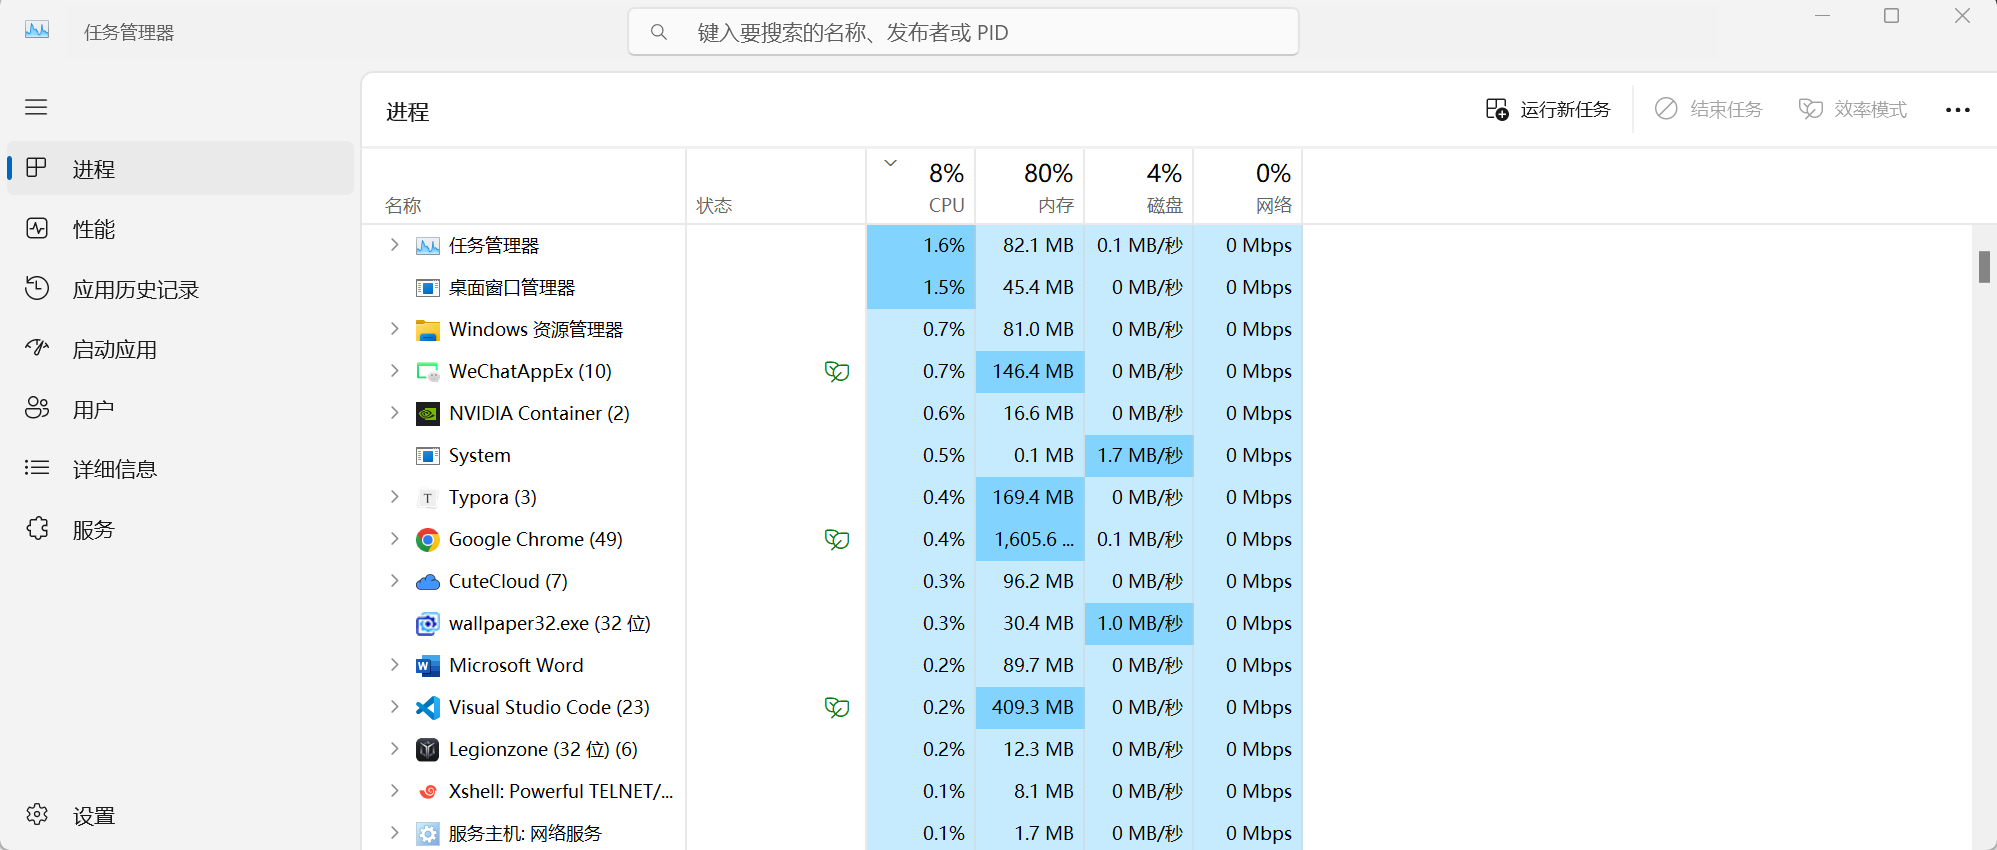 任务管理器
键入要搜索的名称、发布者或 PID
进程
性能
应用历史记录
启动应用
用户
详细信息
服务
设置
进程
运行新任务
结束任务
效率模式
8% 80% 4% 0%
名称 状态 CPU 内存 磁盘 网络
任务管理器 1.6% 82.1 MB 0.1 MB/秒 0 Mbps
桌面窗口管理器 1.5% 45.4 MB 0 MB/秒 0 Mbps
Windows 资源管理器 0.7% 81.0 MB 0 MB/秒 0 Mbps
WeChatAppEx (10) 0.7% 146.4 MB 0 MB/秒 0 Mbps
NVIDIA Container (2) 0.6% 16.6 MB 0 MB/秒 0 Mbps
System 0.5% 0.1 MB 1.7 MB/秒 0 Mbps
Typora (3) 0.4% 169.4 MB 0 MB/秒 0 Mbps
Google Chrome (49) 0.4% 1,605.6 ... 0.1 MB/秒 0 Mbps
CuteCloud (7) 0.3% 96.2 MB 0 MB/秒 0 Mbps
wallpaper32.exe (32 位) 0.3% 30.4 MB 1.0 MB/秒 0 Mbps
Microsoft Word 0.2% 89.7 MB 0 MB/秒 0 Mbps
Visual Studio Code (23) 0.2% 409.3 MB 0 MB/秒 0 Mbps
Legionzone (32 位) (6) 0.2% 12.3 MB 0 MB/秒 0 Mbps
Xshell: Powerful TELNET/... 0.1% 8.1 MB 0 MB/秒 0 Mbps
服务主机: 网络服务 0.1% 1.7 MB 0 MB/秒 0 Mbps